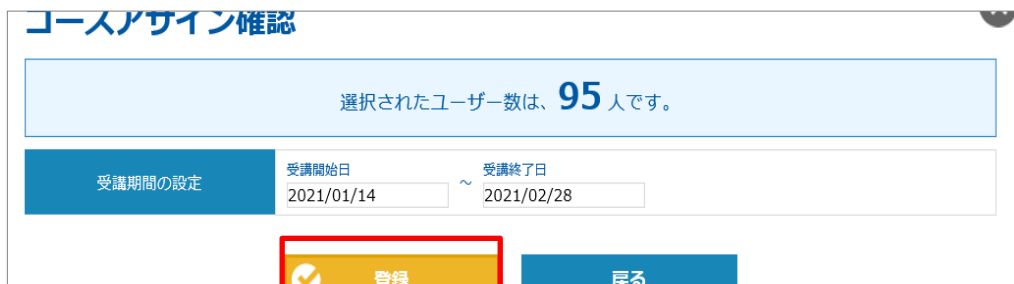 コースアサイン確認
選択されたユーザー数は、95 人です。
受講期間の設定
受講開始日
2021/01/14
~
受講終了日
2021/02/28
登録
戻る